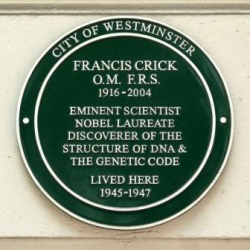 CITY OF WESTMINSTER
FRANCIS CRICK
O.M. F.R.S.
1916-2004
EMINENT SCIENTIST
NOBEL LAUREATE
DISCOVERER OF THE
STRUCTURE OF DNA &
THE GENETIC CODE
LIVED HERE
1945-1947